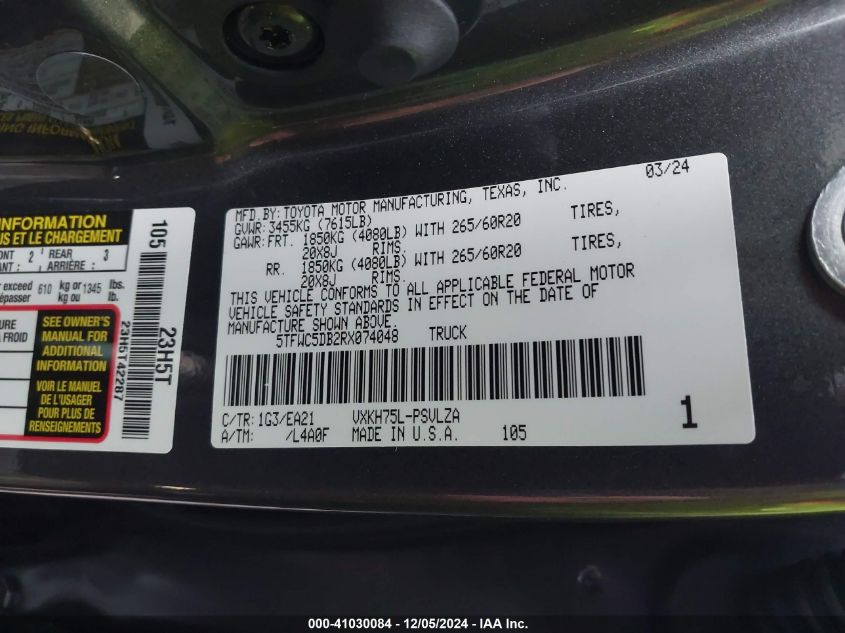 MFD.BY:TOYOTA MOTOR MANUFACTURING, TEXAS, INC. 03/24
GVWR:3455KG (7615LB)
GAWR:FRT. 1850KG (4080LB) WITH 265/60R20 TIRES,
20X8J RIMS.
RR. 1850KG (4080LB) WITH 265/60R20 TIRES,
20X8J RIMS.
THIS VEHICLE CONFORMS TO ALL APPLICABLE FEDERAL MOTOR
VEHICLE SAFETY STANDARDS IN EFFECT ON THE DATE OF
MANUFACTURE SHOWN ABOVE.
5TFWC5DB2RX074048 TRUCK
C/TR:1G3/EA21 VXKH75L-PSVLZA
A/TM: /L4A0F MADE IN U.S.A. 105
1
INFORMATION
US ET LE CHARGEMENT
ONT 2 REAR 3
ANT : ARRIÈRE :
r exceed 610 kg or 1345 lbs.
épasser kg ou lb.
URE
A FROID
SEE OWNER'S
MANUAL FOR
ADDITIONAL
INFORMATION
VOIR LE MANUEL
DE L'USAGER
POUR PLUS DE
RENSEIGNEMENTS
105
23H5T42287
23H5T
000-41030084 - 12/05/2024 - IAA Inc.